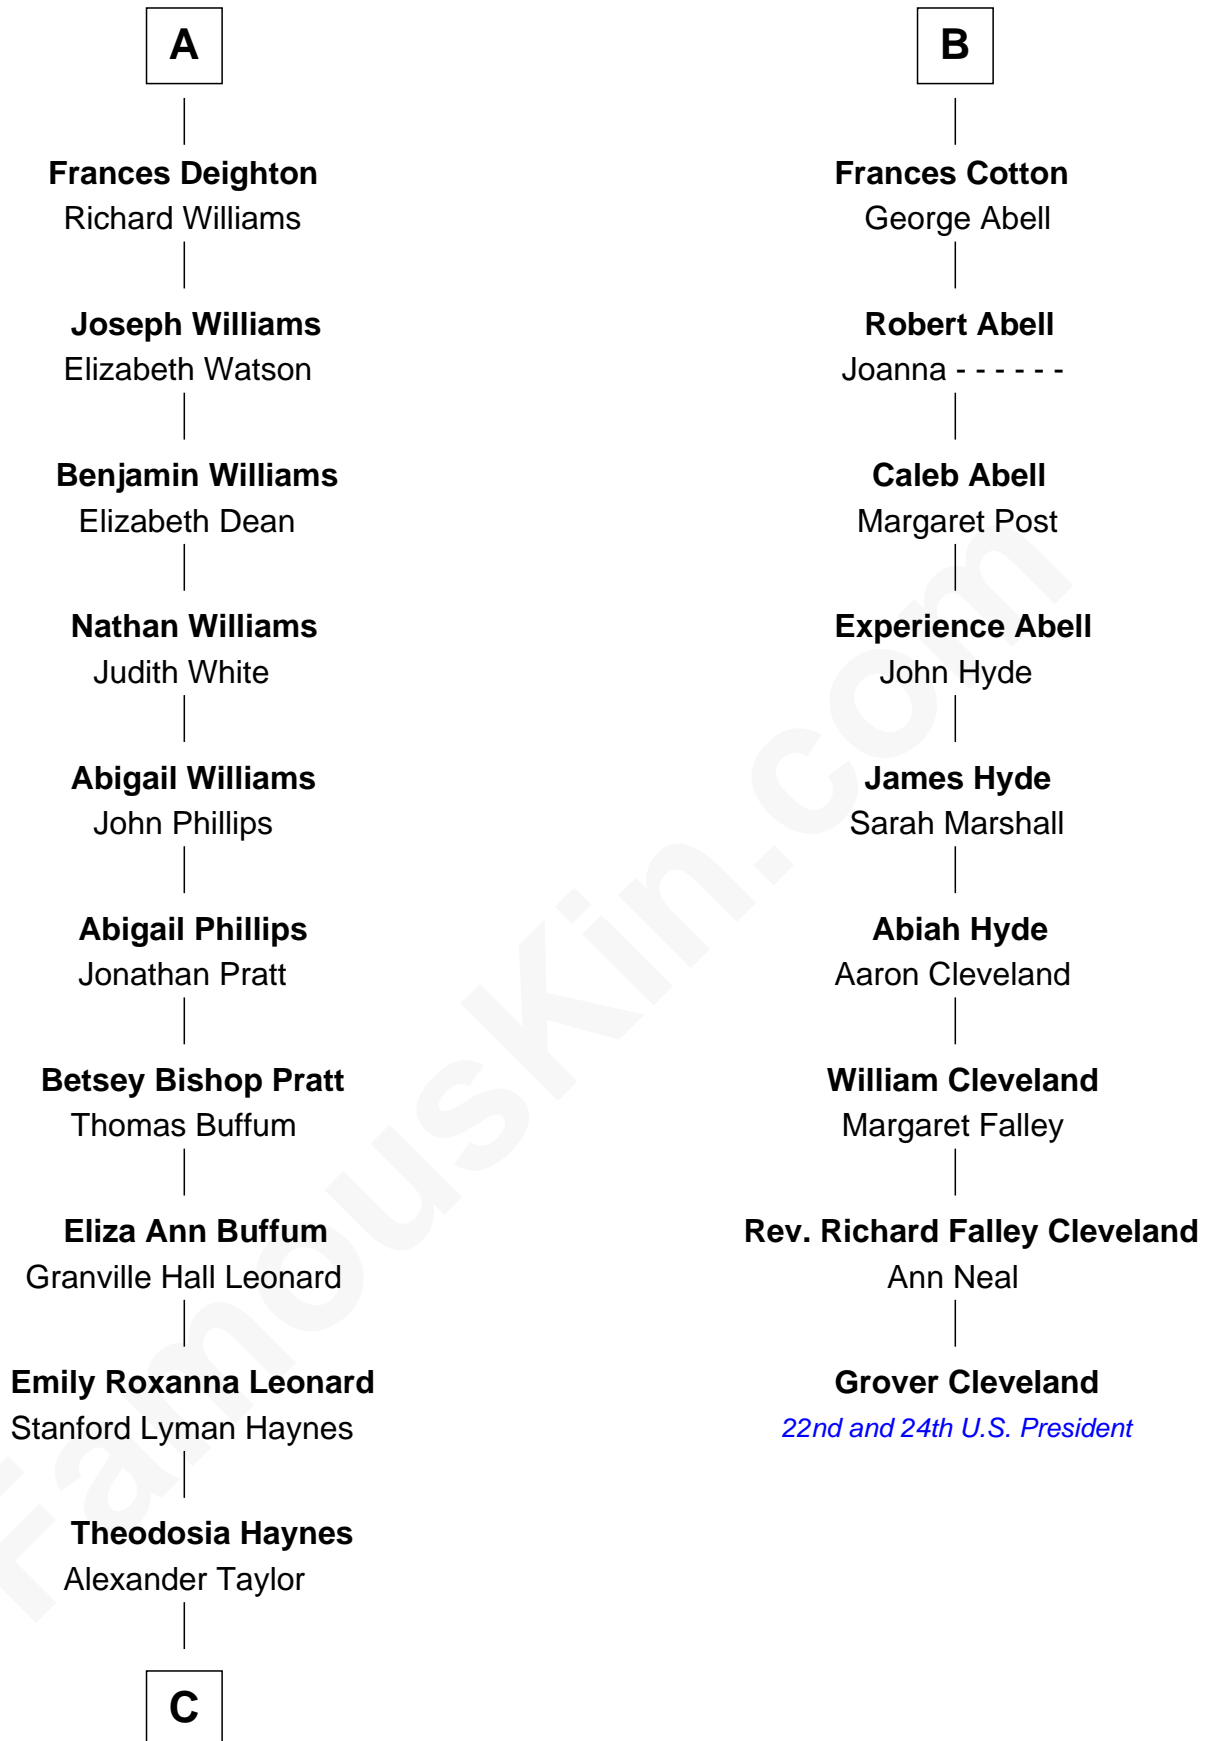 A
Frances Deighton
Richard Williams
Joseph Williams
Elizabeth Watson
Benjamin Williams
Elizabeth Dean
Nathan Williams
Judith White
Abigail Williams
John Phillips
Abigail Phillips
Jonathan Pratt
Betsey Bishop Pratt
Thomas Buffum
Eliza Ann Buffum
Granville Hall Leonard
Emily Roxanna Leonard
Stanford Lyman Haynes
Theodosia Haynes
Alexander Taylor
C
B
Frances Cotton
George Abell
Robert Abell
Joanna - - - - - -
Caleb Abell
Margaret Post
Experience Abell
John Hyde
James Hyde
Sarah Marshall
Abiah Hyde
Aaron Cleveland
William Cleveland
Margaret Falley
Rev. Richard Falley Cleveland
Ann Neal
Grover Cleveland
22nd and 24th U.S. President
FamousKin.com